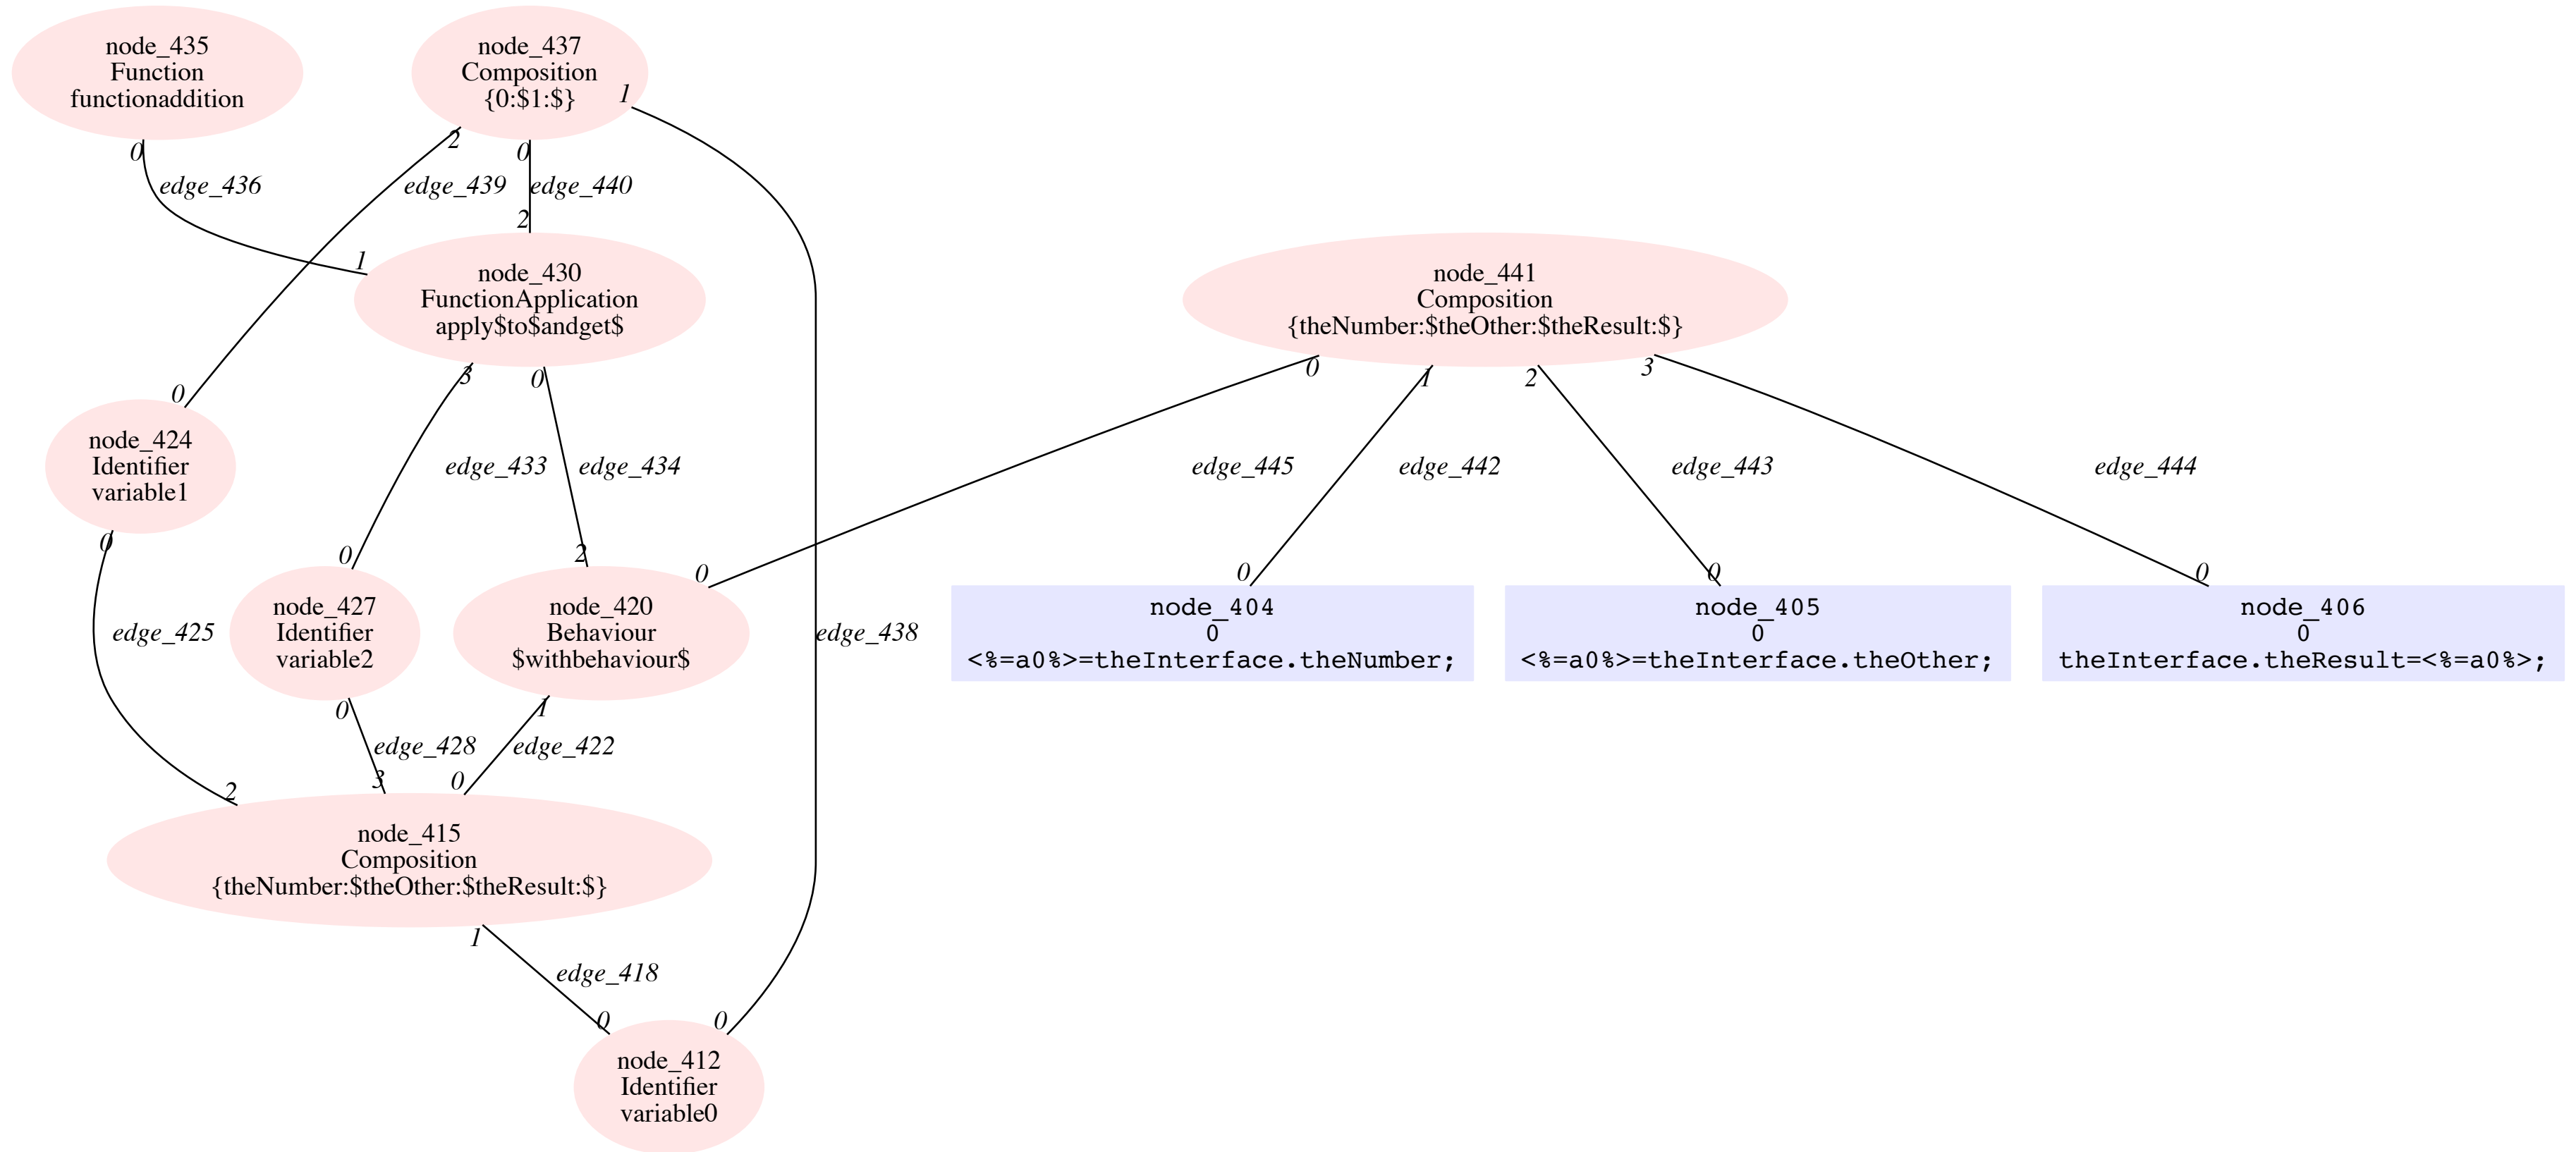 node_435
Function
functionaddition
node_437
Composition
{0:$1:$}
1
0
2
0
edge_436
edge_439
edge_440
2
1
node_430
FunctionApplication
apply$to$andget$
node_441
Composition
{theNumber:$theOther:$theResult:$}
3
0
0
1
2
3
0
node_424
Identifier
variable1
edge_433
edge_434
edge_445
edge_442
edge_443
edge_444
0
0
2
0
0
0
0
edge_425
node_427
Identifier
variable2
node_420
Behaviour
$withbehaviour$
edge_438
node_404
0
<%=a0%>=theInterface.theNumber;
node_405
0
<%=a0%>=theInterface.theOther;
node_406
0
theInterface.theResult=<%=a0%>;
0
1
edge_428
edge_422
2
3
0
node_415
Composition
{theNumber:$theOther:$theResult:$}
1
edge_418
0
0
node_412
Identifier
variable0